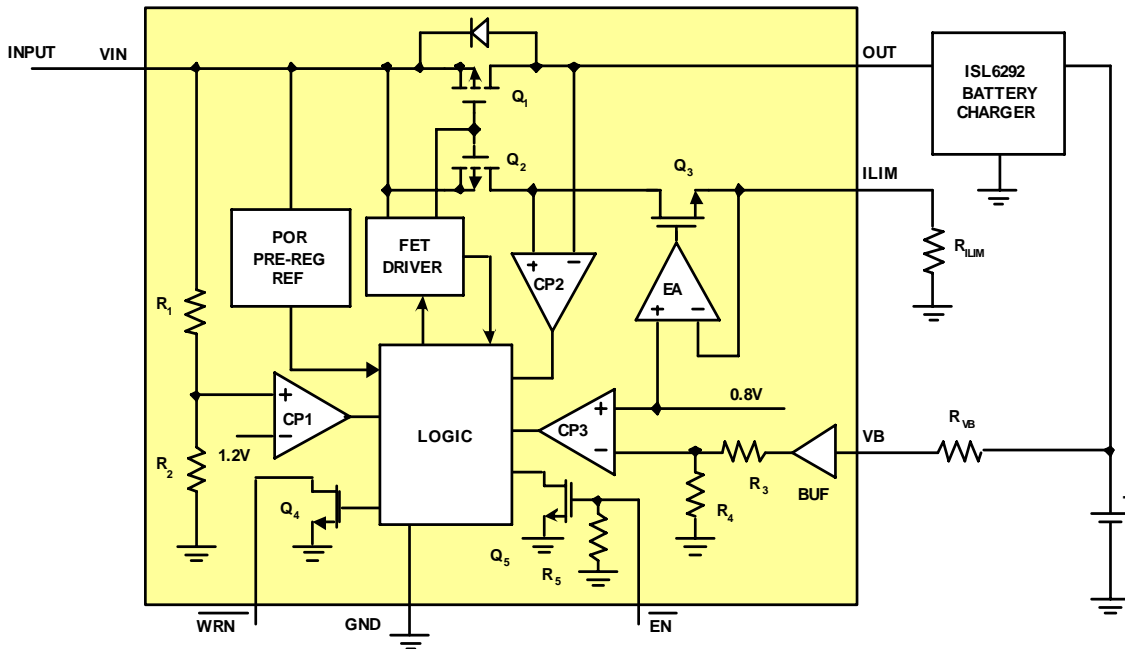 INPUT
VIN
OUT
ISL6292
BATTERY
CHARGER
Q1
Q2
Q3
ILIM
POR
PRE-REG
REF
FET
DRIVER
+
−
CP2
EA
+
−
RILIM
R1
+
CP1
−
1.2V
LOGIC
+
CP3
−
0.8V
VB
RVB
BUF
R3
R4
R2
Q4
Q5
R5
WRN
GND
EN